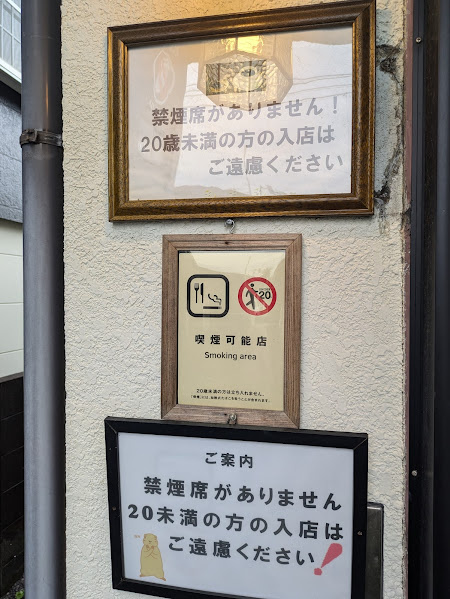 禁煙席がありません！
20歳未満の方の入店は
ご遠慮ください
20
喫煙可能店
Smoking area
20歳未満の方は立ち入れません。
ご案内
禁煙席がありません
20未満の方の入店は
ご遠慮ください！